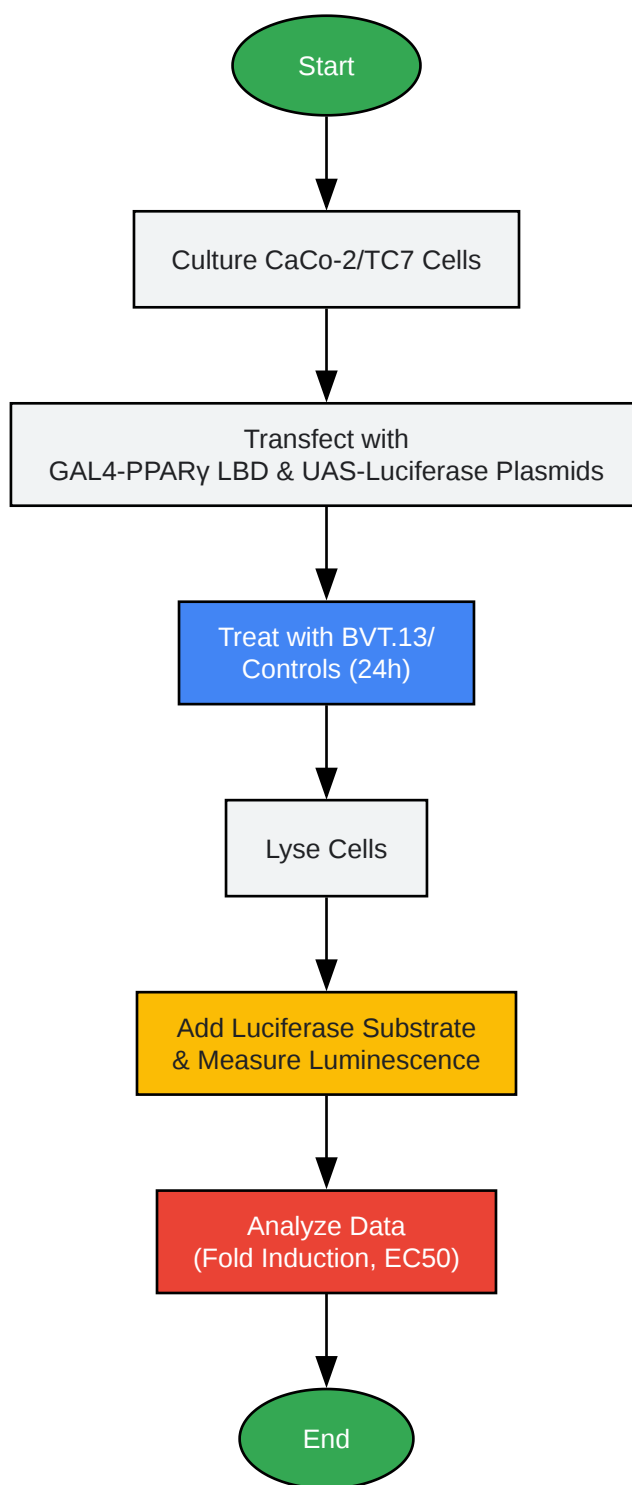 Start
Culture CaCo-2/TC7 Cells
Transfect with
GAL4-PPARγ LBD & UAS-Luciferase Plasmids
Treat with BVT.13/
Controls (24h)
Lyse Cells
Add Luciferase Substrate
& Measure Luminescence
Analyze Data
(Fold Induction, EC50)
End